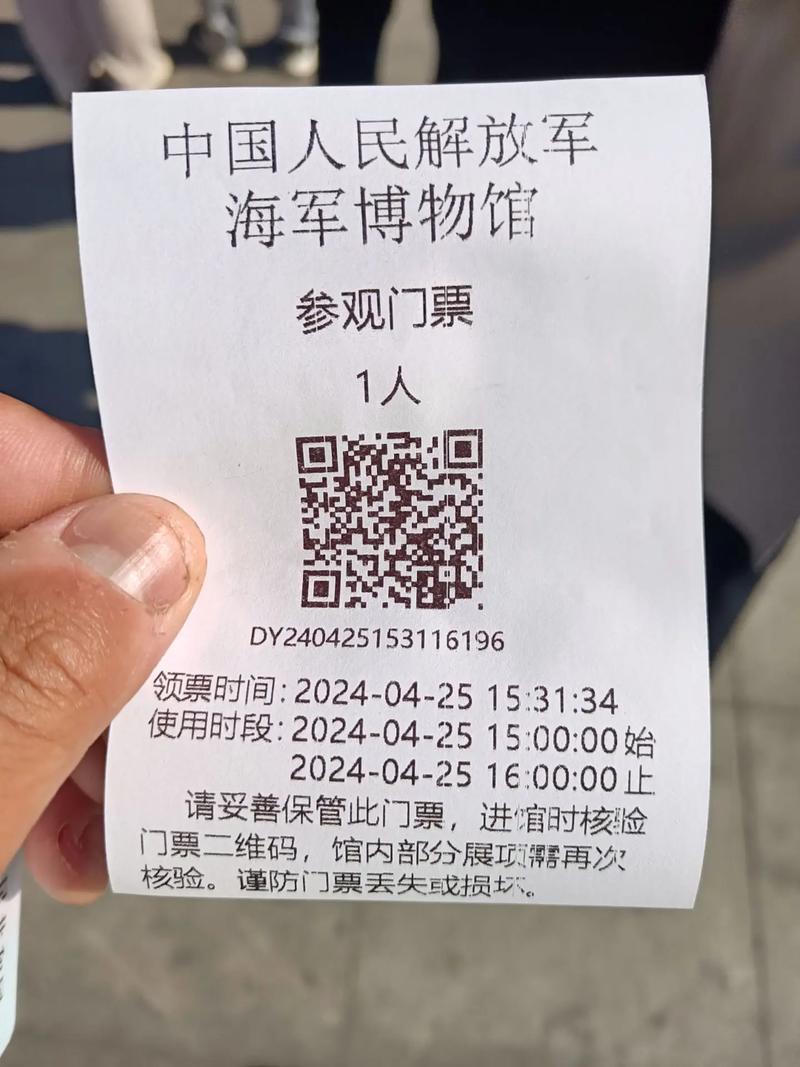 中国人民解放军
海军博物馆
参观门票
1人
DY240425153116196
领票时间:2024-04-25 15:31:34
使用时段:2024-04-25 15:00:00始
2024-04-25 16:00:00止
请妥善保管此门票，进馆时核验
门票二维码，馆内部分展项需再次
核验。谨防门票丢失或损坏。